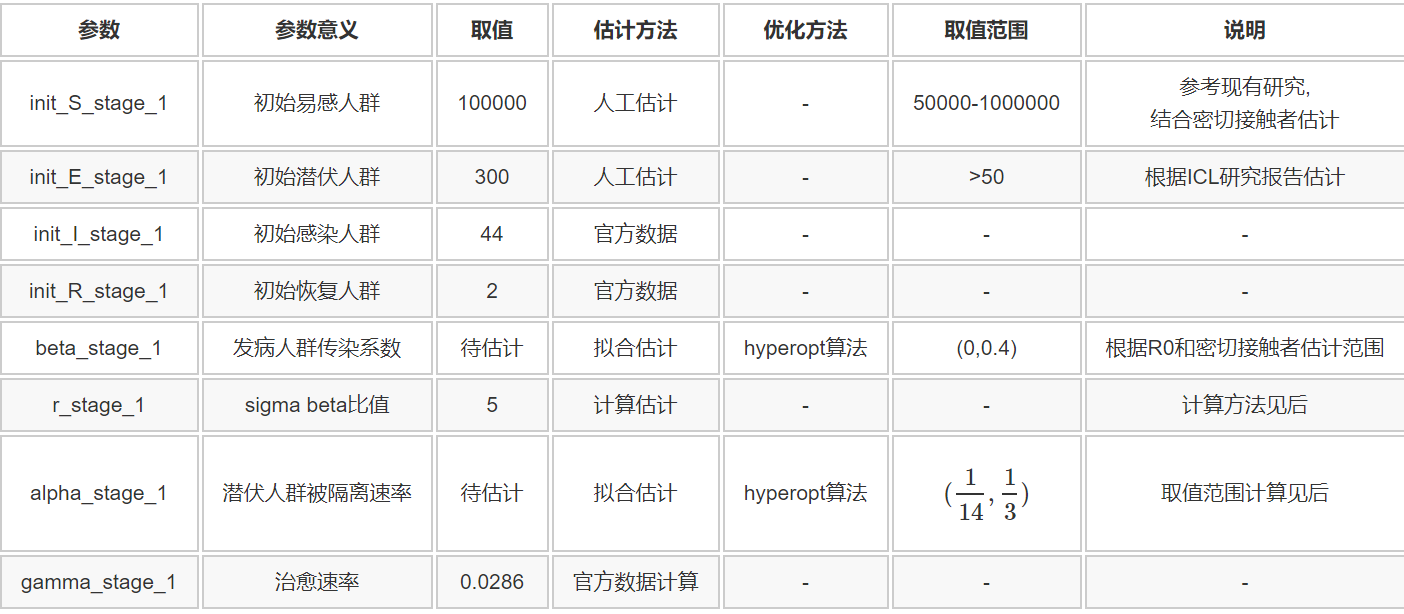 参数 参数意义 取值 估计方法 优化方法 取值范围 说明
init_S_stage_1 初始易感人群 100000 人工估计 - 50000-1000000 参考现有研究,
结合密切接触者估计
init_E_stage_1 初始潜伏人群 300 人工估计 - >50 根据ICL研究报告估计
init_I_stage_1 初始感染人群 44 官方数据 - - -
init_R_stage_1 初始恢复人群 2 官方数据 - - -
beta_stage_1 发病人群传染系数 待估计 拟合估计 hyperopt算法 (0,0.4) 根据R0和密切接触者估计范围
r_stage_1 sigma beta比值 5 计算估计 - - 计算方法见后
alpha_stage_1 潜伏人群被隔离速率 待估计 拟合估计 hyperopt算法 (1/14, 1/3) 取值范围计算见后
gamma_stage_1 治愈速率 0.0286 官方数据计算 - - -